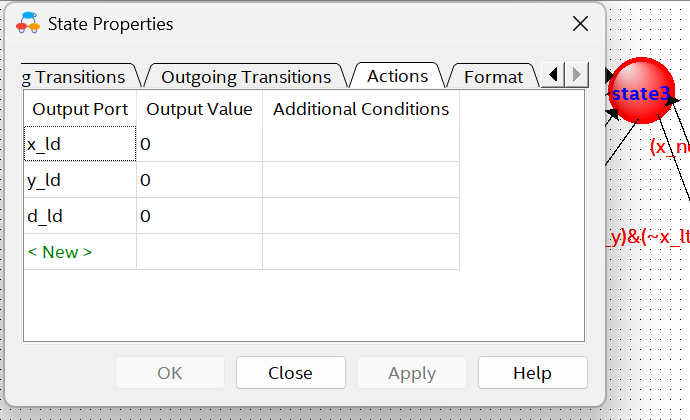 State Properties
g Transitions Outgoing Transitions Actions Format
Output Port Output Value Additional Conditions
x_ld 0
y_ld 0
d_ld 0
< New >
OK Close Apply Help
state3
(x_n
_y)&(~x_lt